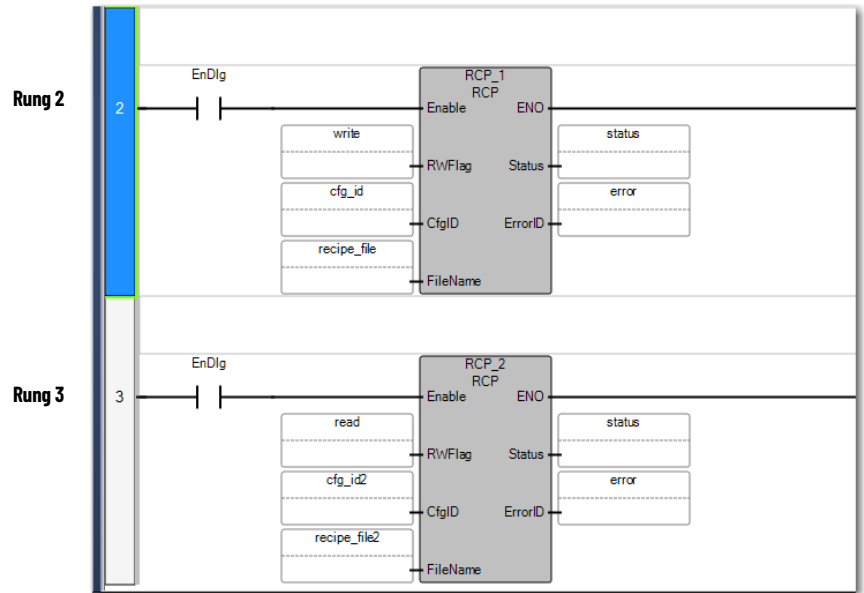 EnDlg
RCP_1
RCP
Rung 2
2
Enable ENO
write
status
RWFlag Status
cfg_id
error
CfgID ErrorID
recipe_file
FileName
EnDlg
RCP_2
RCP
Rung 3
3
Enable ENO
read
status
RWFlag Status
cfg_id2
error
CfgID ErrorID
recipe_file2
FileName